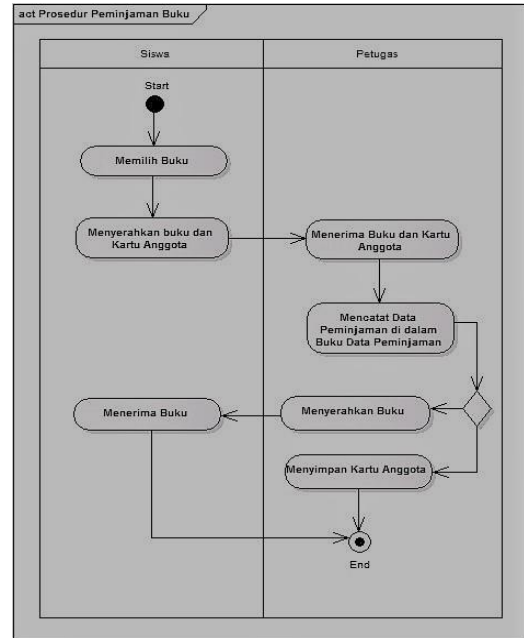 act Prosedur Peminjaman Buku
Siswa
Petugas
Start
Memilih Buku
Menyerahkan buku dan
Kartu Anggota
Menerima Buku dan Kartu
Anggota
Mencatat Data
Peminjaman di dalam
Buku Data Peminjaman
Menerima Buku
Menyerahkan Buku
Menyimpan Kartu Anggota
End